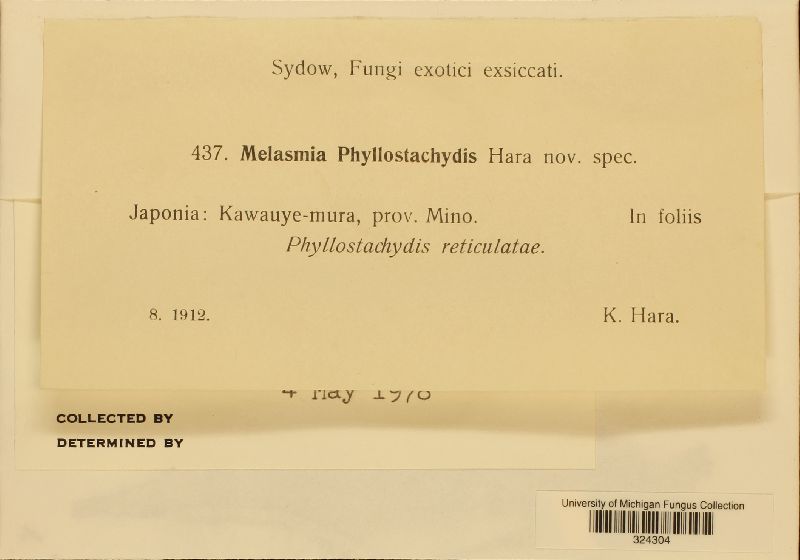 Sydow, Fungi exotici exsiccati.
437. Melasmia Phyllostachydis Hara nov. spec.
Japonia: Kawauye-mura, prov. Mino. In foliis
Phyllostachydis reticulatae.
8. 1912. K. Hara.
4 May 1978
COLLECTED BY
DETERMINED BY
University of Michigan Fungus Collection
324304